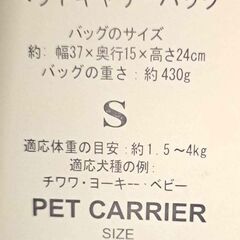 バッグのサイズ
約: 幅37×奥行15×高さ24cm
バッグの重さ: 約430g
S
適応体重の目安: 約1.5~4kg
適応犬種の例:
チワワ・ヨーキー・ベビー
PET CARRIER
SIZE